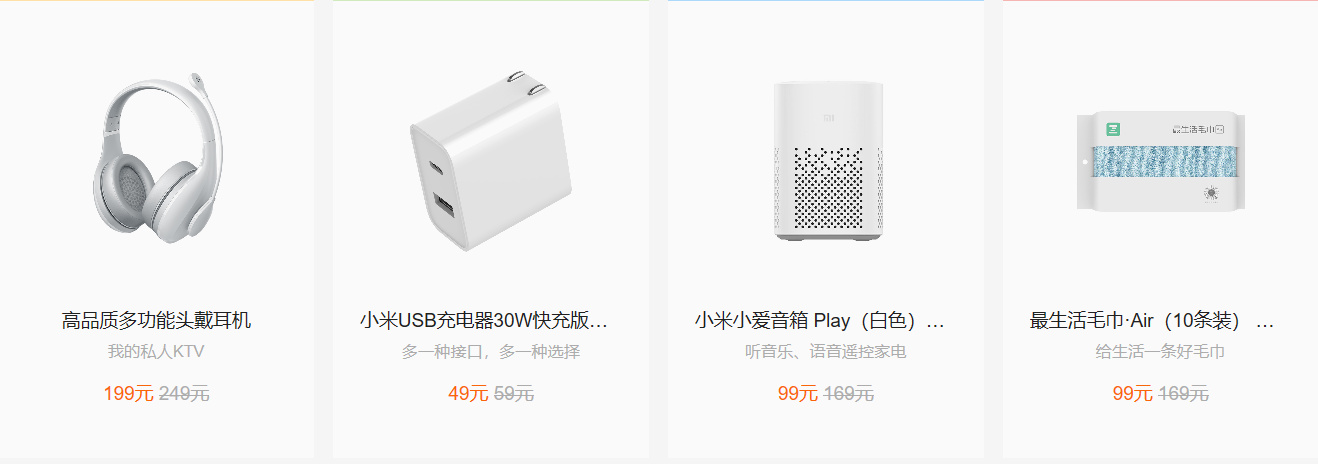 最生活毛巾
高品质多功能头戴耳机
我的私人KTV
199元 249元
小米USB充电器30W快充版…
多一种接口，多一种选择
49元 59元
小米小爱音箱 Play（白色）…
听音乐、语音遥控家电
99元 169元
最生活毛巾·Air（10条装） …
给生活一条好毛巾
99元 169元